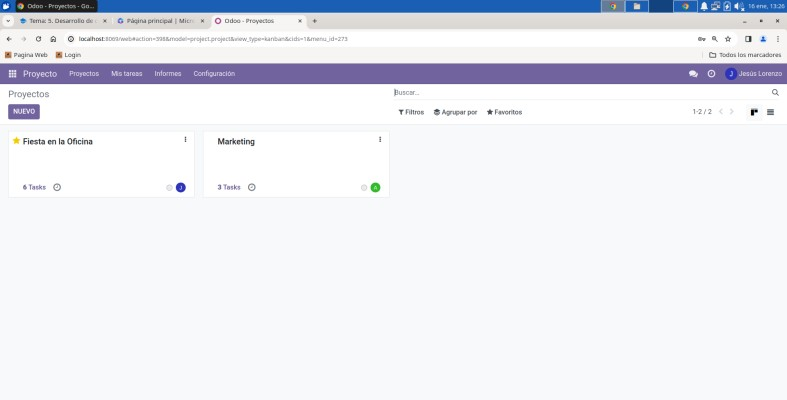 Odoo - Proyectos - Go...
16 ene, 13:26
Tema: 5. Desarrollo de
Página principal | Micr
Odoo - Proyectos
localhost:8069/web#action=398&model=project.project&view_type=kanban&cids=1&menu_id=273
Pagina Web
Login
Todos los marcadores
Proyecto
Proyectos
Mis tareas
Informes
Configuración
J
Jesús Lorenzo
Proyectos
Buscar...
NUEVO
Filtros
Agrupar por
Favoritos
1-2 / 2
Fiesta en la Oficina
Marketing
6 Tasks
J
3 Tasks
A